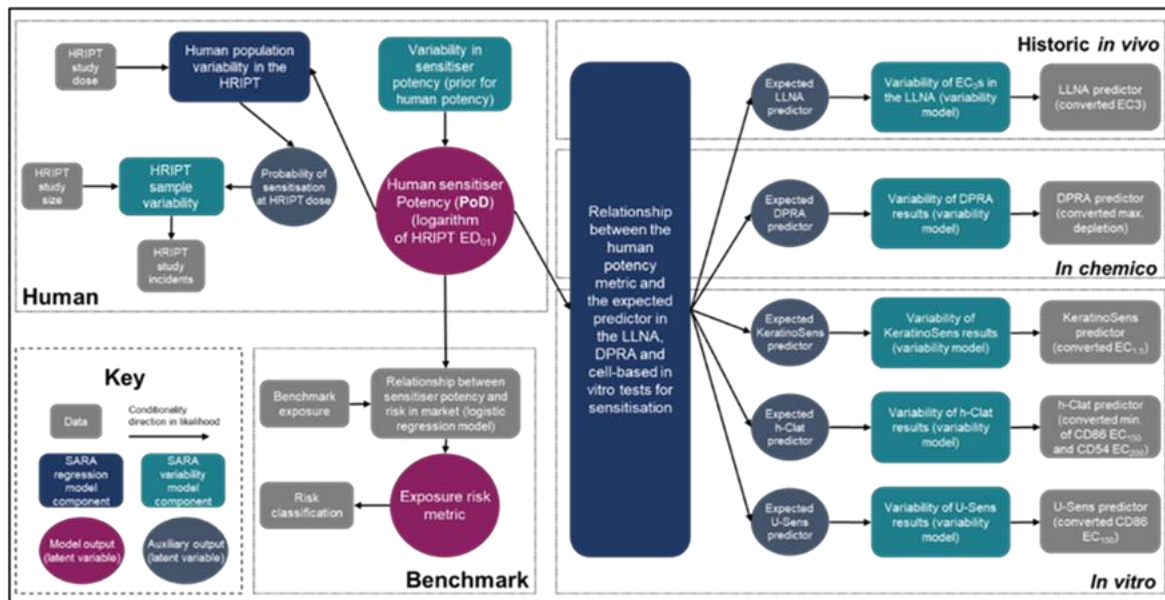 HRIPT
study
dose
Human population
variability in the
HRIPT
Variability in
sensitiser
potency (prior for
human potency)
HRIPT
study
size
HRIPT
sample
variability
Probability of
sensitisation
at HRIPT dose
Human sensitiser
Potency (PoD)
(logarithm
of HRIPT ED01)
HRIPT
study
incidents
Human
Key
Data
Conditionality
direction in likelihood
SARA
regression
model
component
SARA
variability
model
component
Model output
(latent variable)
Auxiliary output
(latent variable)
Benchmark
exposure
Relationship between
sensitiser potency and
risk in market (logistic
regression model)
Risk
classification
Exposure risk
metric
Benchmark
Relationship
between the
human
potency
metric and
the expected
predictor in
the LLNA,
DPRA and
cell-based in
vitro tests for
sensitisation
Historic in vivo
Expected
LLNA
predictor
Variability of EC3s in
the LLNA (variability
model)
LLNA predictor
(converted EC3)
Expected
DPRA
predictor
Variability of DPRA
results (variability
model)
DPRA predictor
(converted max.
depletion)
In chemico
Expected
KeratinoSens
predictor
Variability of
KeratinoSens results
(variability model)
KeratinoSens
predictor
(converted EC1.5)
Expected
h-Clat
predictor
Variability of h-Clat
results (variability
model)
h-Clat predictor
(converted min.
of CD86 EC150
and CD54 EC200)
Expected
U-Sens
predictor
Variability of U-Sens
results (variability
model)
U-Sens predictor
(converted CD86
EC150)
In vitro